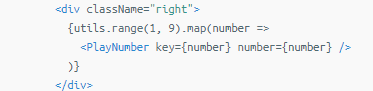 <div className="right">
{utils.range(1, 9).map(number =>
<PlayNumber key={number} number={number} />
)}
</div>